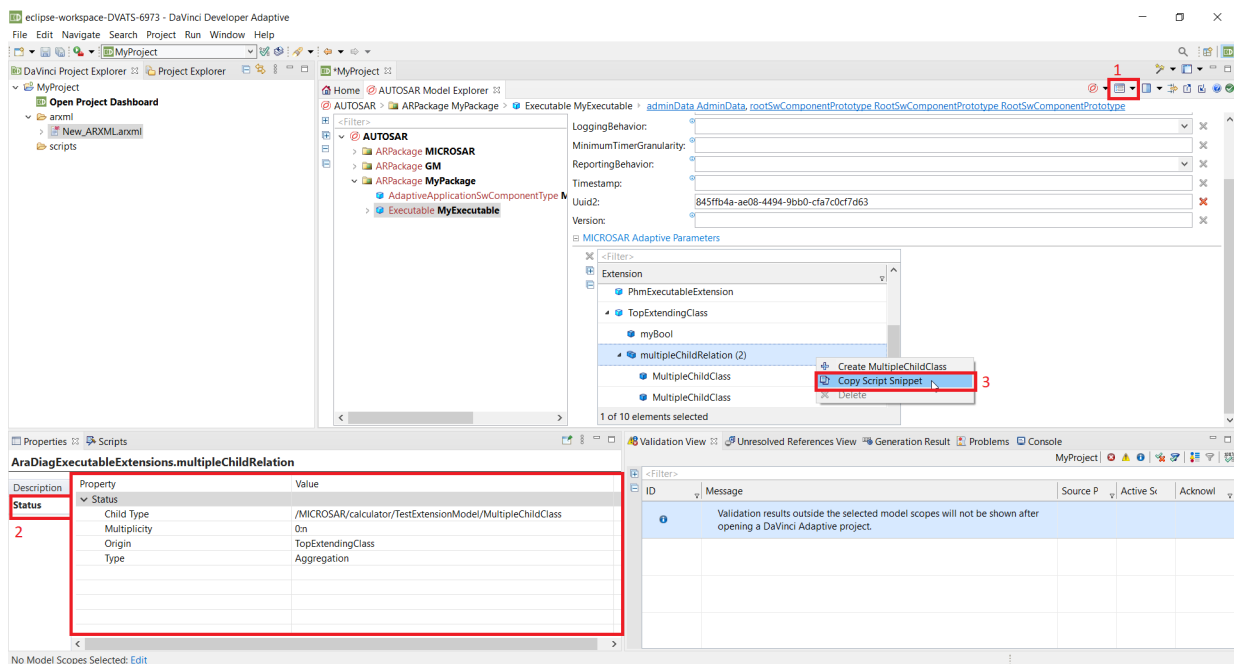 eclipse-workspace-DVATS-6973 - DaVinci Developer Adaptive
File Edit Navigate Search Project Run Window Help
MyProject
DaVinci Project Explorer Project Explorer
*MyProject
1
MyProject
Open Project Dashboard
arxml
New_ARXML.arxml
scripts
Home AUTOSAR Model Explorer
AUTOSAR > ARPackage MyPackage > Executable MyExecutable > adminData AdminData, rootSwComponentPrototype RootSwComponentPrototype RootSwComponentPrototype
<Filter>
AUTOSAR
ARPackage MICROSAR
ARPackage GM
ARPackage MyPackage
AdaptiveApplicationSwComponentType M
Executable MyExecutable
LoggingBehavior:
MinimumTimerGranularity:
ReportingBehavior:
Timestamp:
Uuid2: 845ffb4a-ae08-4494-9bb0-cfa7c0cf7d63
Version:
MICROSAR Adaptive Parameters
<Filter>
Extension
PhmExecutableExtension
TopExtendingClass
myBool
multipleChildRelation (2)
MultipleChildClass
MultipleChildClass
1 of 10 elements selected
Create MultipleChildClass
Copy Script Snippet
3
Delete
Properties Scripts
AraDiagExecutableExtensions.multipleChildRelation
Description
Status
2
Property Value
Status
Child Type /MICROSAR/calculator/TestExtensionModel/MultipleChildClass
Multiplicity 0:n
Origin TopExtendingClass
Type Aggregation
Validation View Unresolved References View Generation Result Problems Console
MyProject
<Filter>
ID Message Source P Active Sc Acknowl
Validation results outside the selected model scopes will not be shown after
opening a DaVinci Adaptive project.
No Model Scopes Selected: Edit